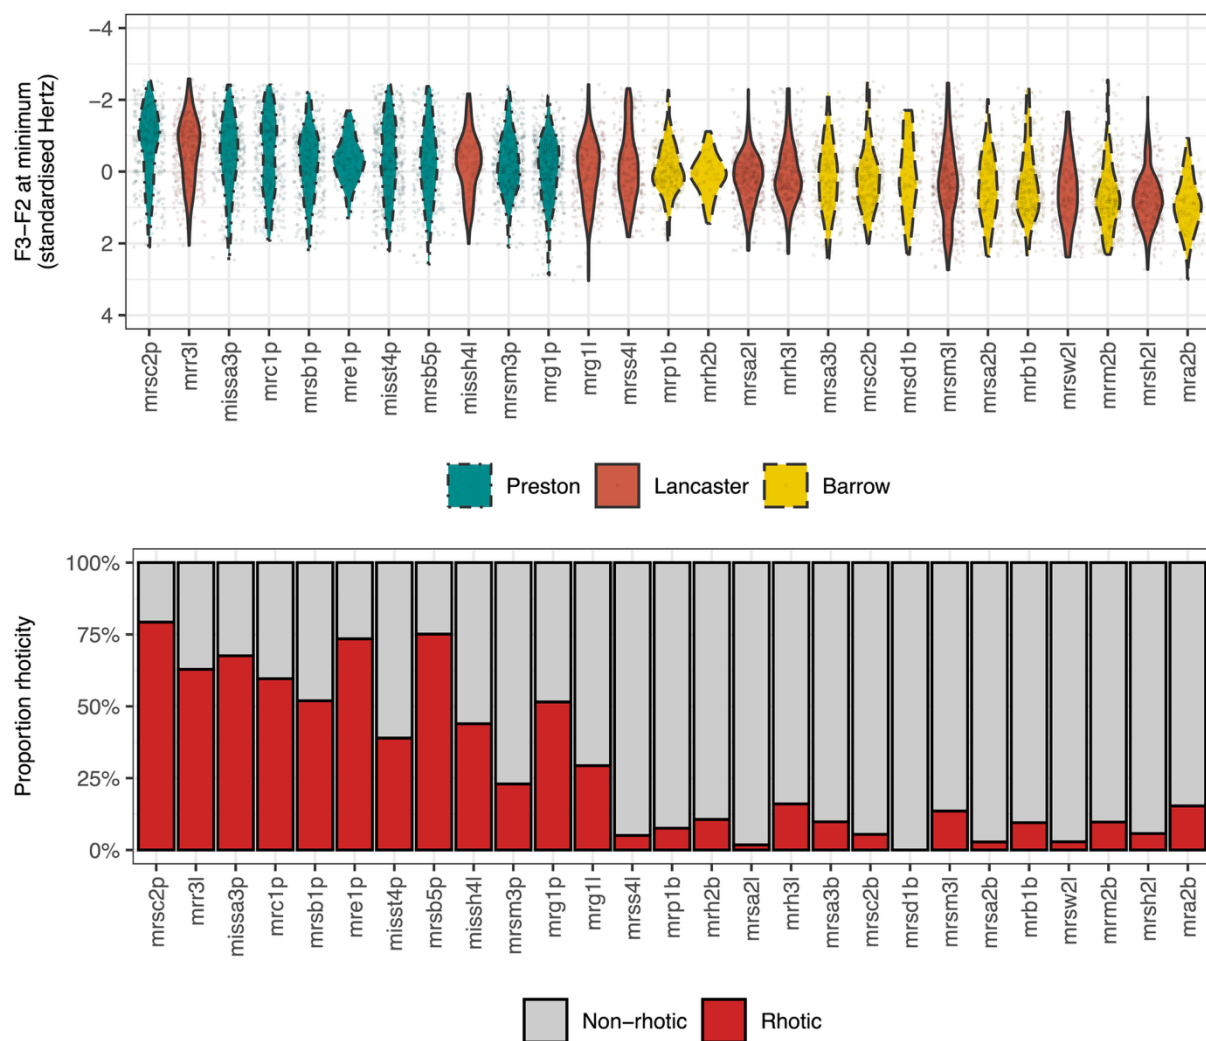 F3−F2 at minimum
(standardised Hertz)
−4
−2
0
2
4
mrsc2p mrr3l missa3p mrc1p mrsb1p mre1p misst4p mrsb5p missh4l mrsm3p mrg1p mrg1l mrss4l mrp1b mrh2b mrsa2l mrh3l mrsa3b mrsc2b mrsd1b mrsm3l mrsa2b mrb1b mrsw2l mrm2b mrsh2l mra2b
Preston Lancaster Barrow
Proportion rhoticity
100%
75%
50%
25%
0%
mrsc2p mrr3l missa3p mrc1p mrsb1p mre1p misst4p mrsb5p missh4l mrsm3p mrg1p mrg1l mrss4l mrp1b mrh2b mrsa2l mrh3l mrsa3b mrsc2b mrsd1b mrsm3l mrsa2b mrb1b mrsw2l mrm2b mrsh2l mra2b
Non−rhotic Rhotic